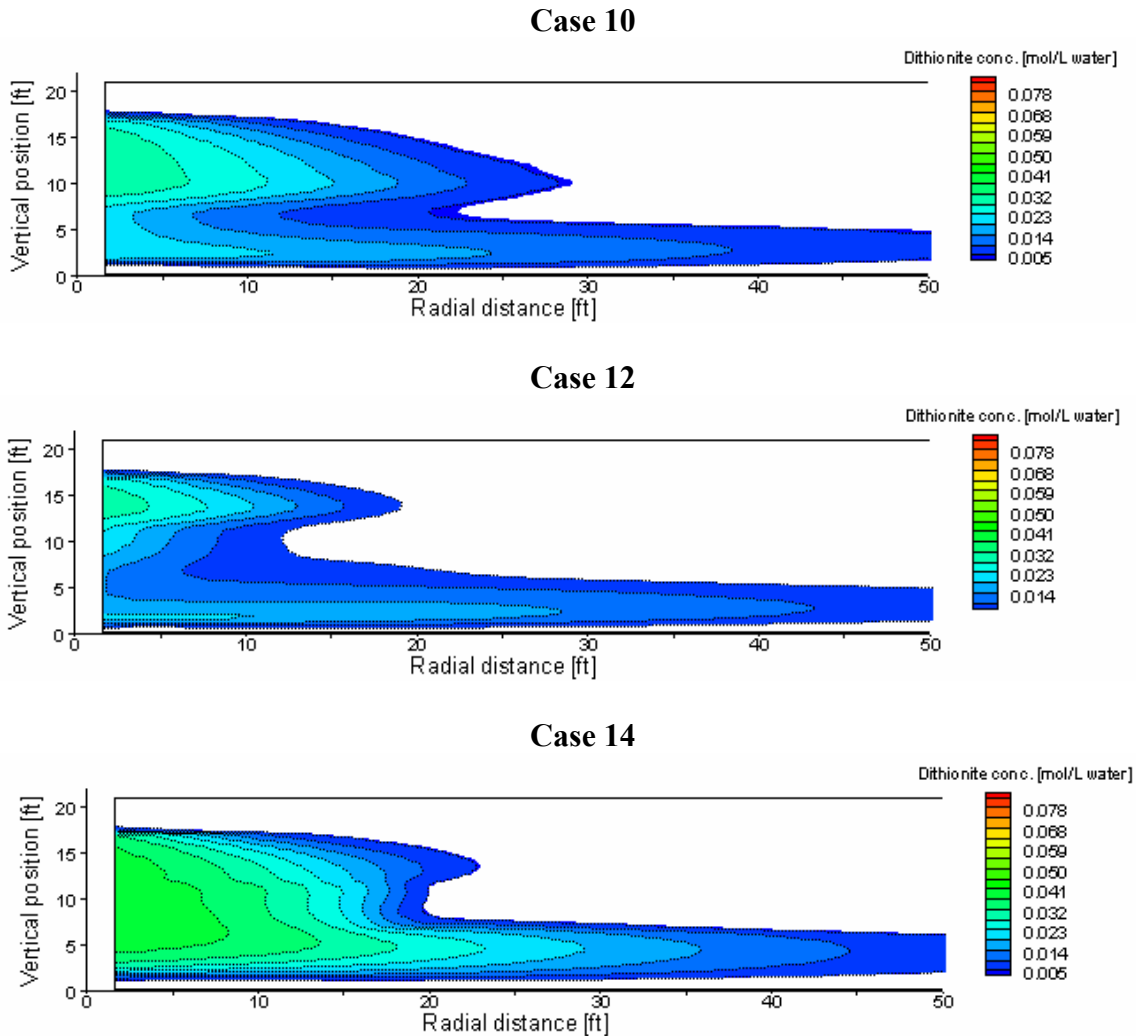 Case 10
Dithionite conc. [mol/L water]
0.078
0.068
0.059
0.050
0.041
0.032
0.023
0.014
0.005
Vertical position [ft]
20
15
10
5
0
0 10 20 30 40 50
Radial distance [ft]
Case 12
Dithionite conc. [mol/L water]
0.078
0.068
0.059
0.050
0.041
0.032
0.023
0.014
Vertical position [ft]
20
15
10
5
0
0 10 20 30 40 50
Radial distance [ft]
Case 14
Dithionite conc. [mol/L water]
0.078
0.068
0.059
0.050
0.041
0.032
0.023
0.014
0.005
Vertical position [ft]
20
15
10
5
0
0 10 20 30 40 50
Radial distance [ft]